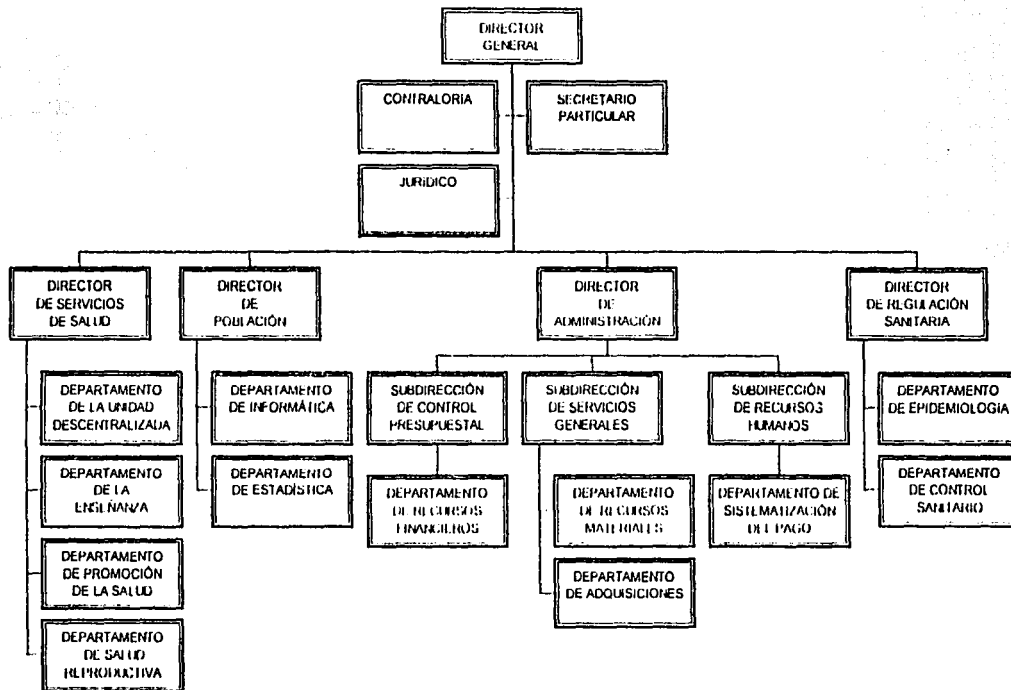 DIRECTOR
GENERAL
CONTRALORIA
SECRETARIO
PARTICULAR
JURÍDICO
DIRECTOR
DE SERVICIOS
DE SALUD
DIRECTOR
DE
POBLACIÓN
DIRECTOR
DE
ADMINISTRACIÓN
DIRECTOR
DE REGULACIÓN
SANITARIA
DEPARTAMENTO
DE LA UNIDAD
DESCENTRALIZADA
DEPARTAMENTO
DE INFORMÁTICA
SUBDIRECCIÓN
DE CONTROL
PRESUPUESTAL
SUBDIRECCIÓN
DE SERVICIOS
GENERALES
SUBDIRECCIÓN
DE RECURSOS
HUMANOS
DEPARTAMENTO
DE EPIDEMIOLOGIA
DEPARTAMENTO
DE LA
ENSEÑANZA
DEPARTAMENTO
DE ESTADÍSTICA
DEPARTAMENTO
DE RECURSOS
FINANCIEROS
DEPARTAMENTO
DE RECURSOS
MATERIALES
DEPARTAMENTO DE
SISTEMATIZACIÓN
DEL PAGO
DEPARTAMENTO
DE CONTROL
SANITARIO
DEPARTAMENTO
DE PROMOCIÓN
DE LA SALUD
DEPARTAMENTO
DE ADQUISICIONES
DEPARTAMENTO
DE SALUD
REPRODUCTIVA